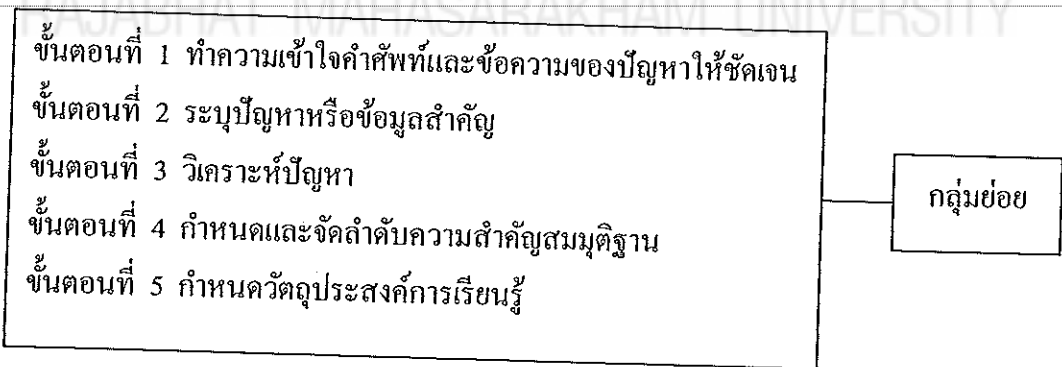 RAJABHAT MAHASARAKHAM UNIVERSITY
ขั้นตอนที่ 1 ทำความเข้าใจคำศัพท์และข้อความของปัญหาให้ชัดเจน
ขั้นตอนที่ 2 ระบุปัญหาหรือข้อมูลสำคัญ
ขั้นตอนที่ 3 วิเคราะห์ปัญหา
กลุ่มย่อย
ขั้นตอนที่ 4 กำหนดและจัดลำดับความสำคัญสมมุติฐาน
ขั้นตอนที่ 5 กำหนดวัตถุประสงค์การเรียนรู้